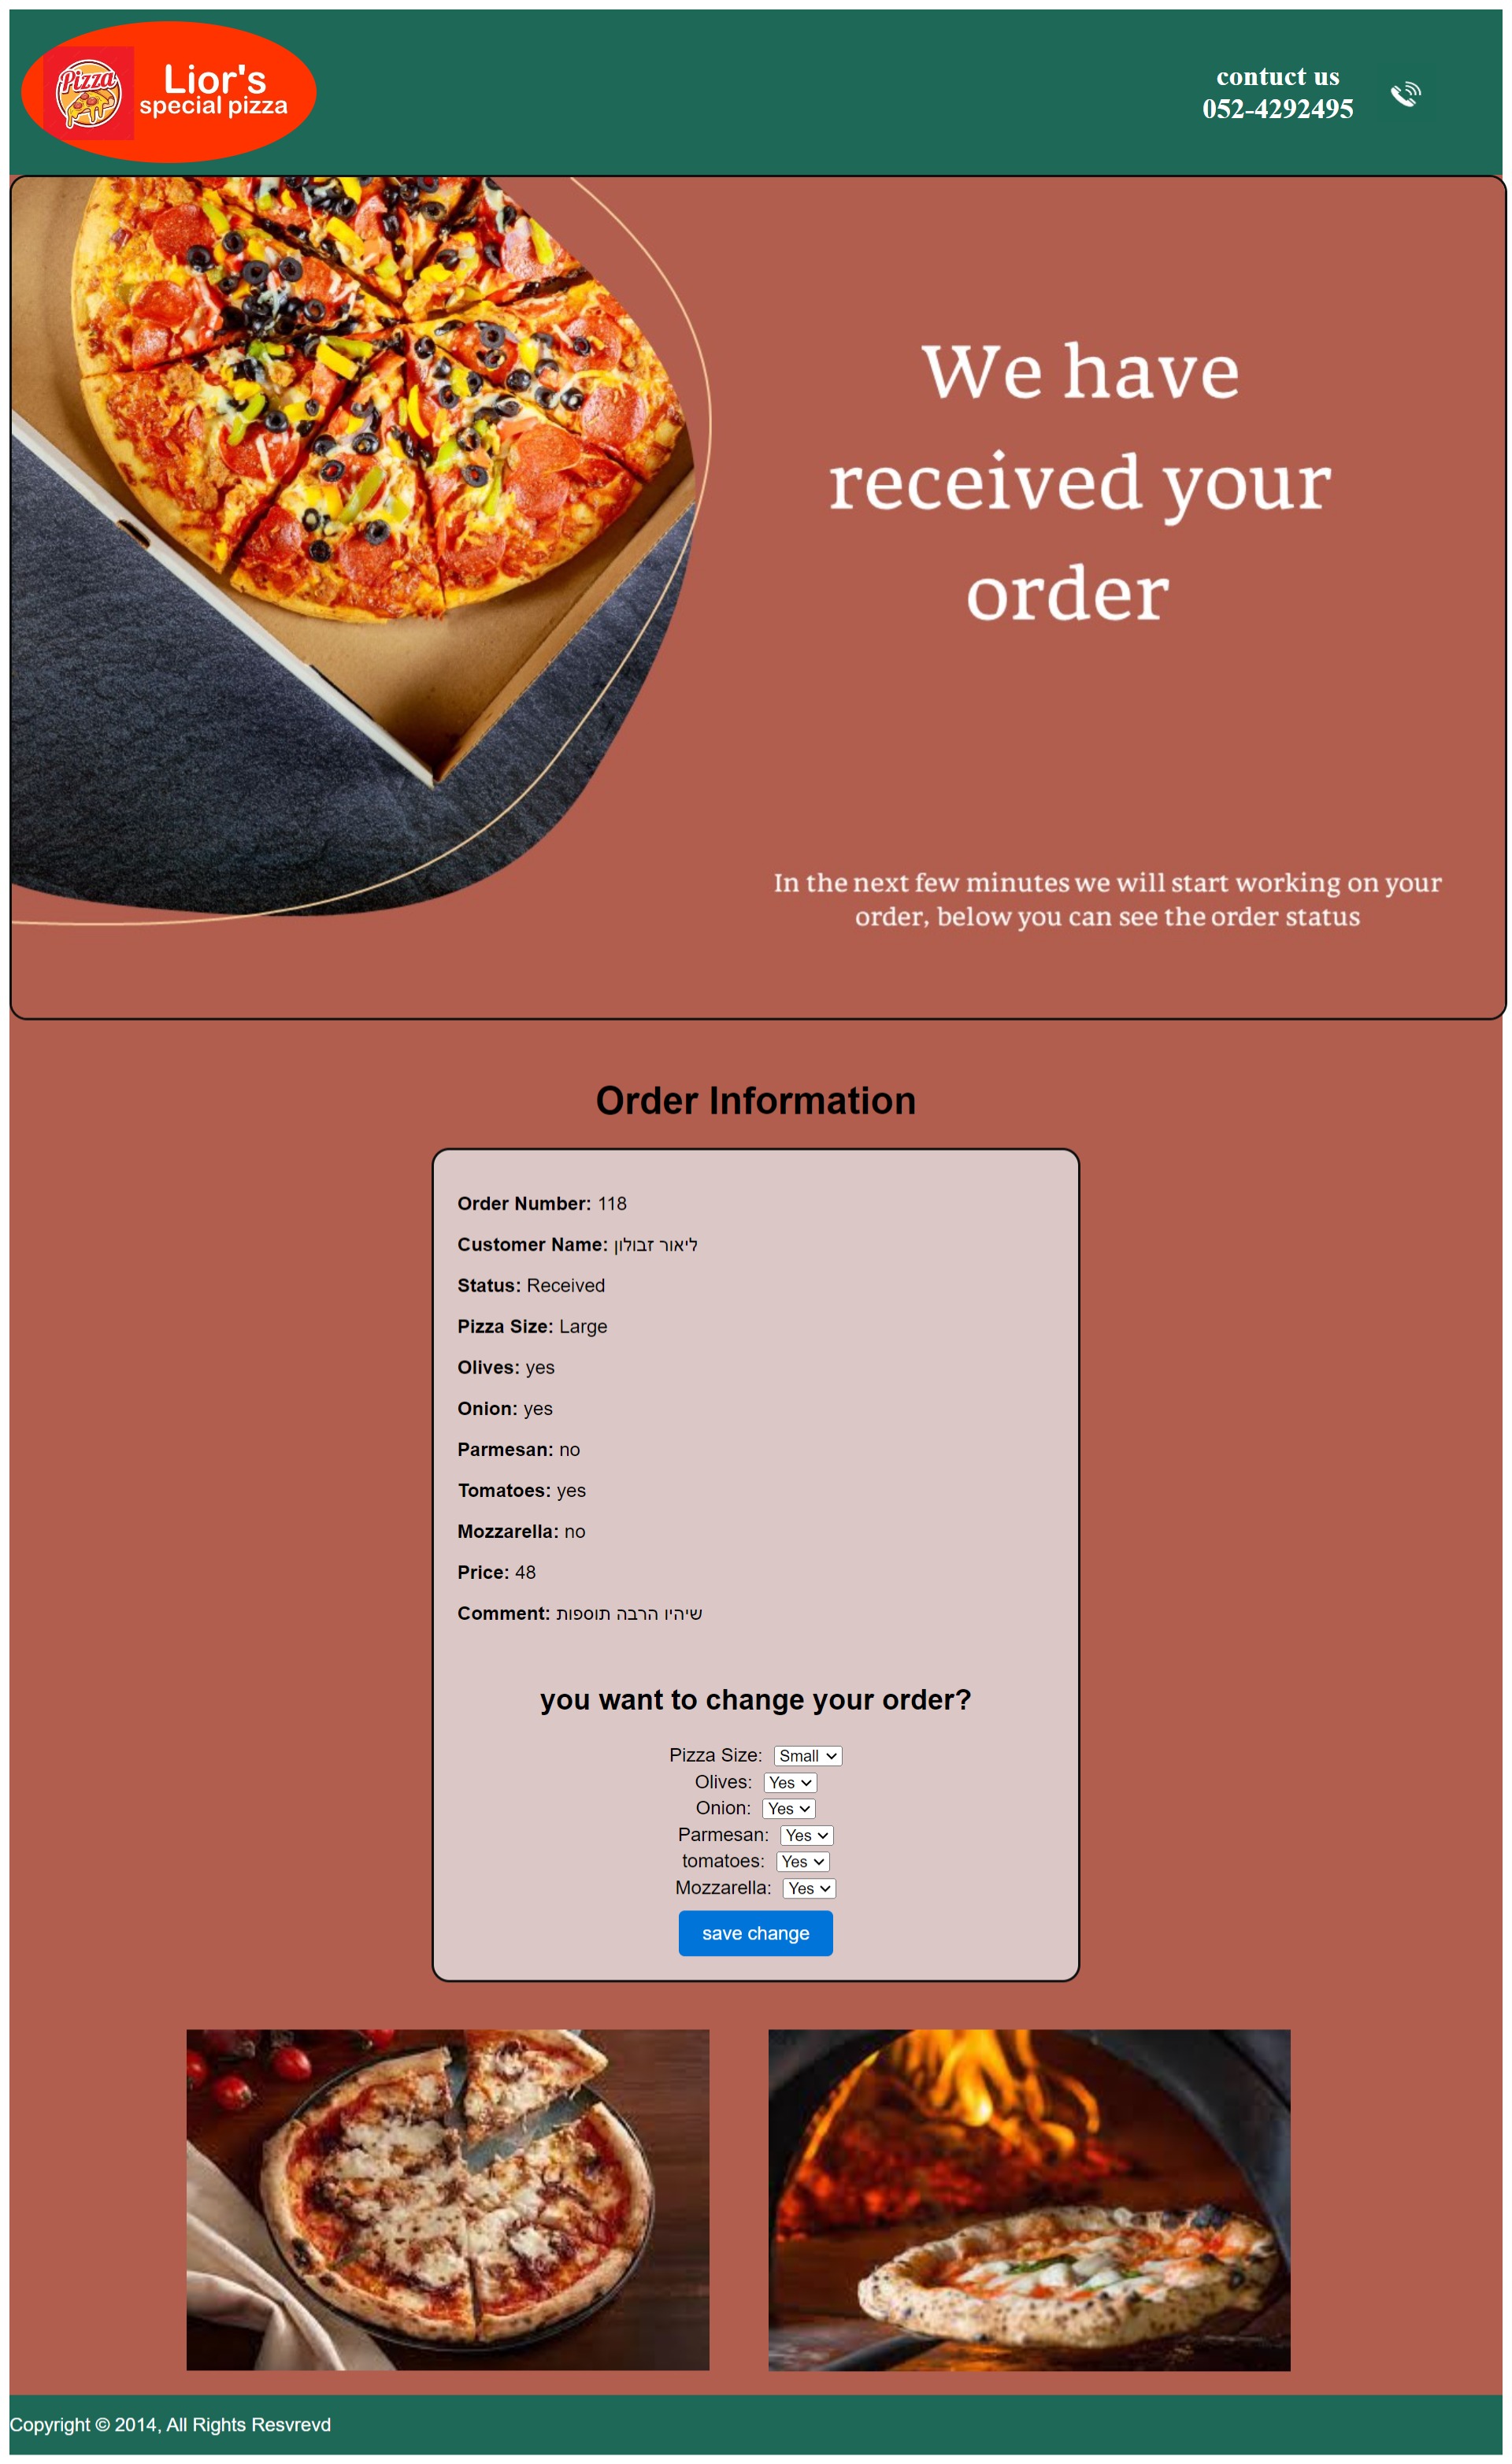 Pizza
Lior's
special pizza
contuct us
052-4292495
We have
received your
order
In the next few minutes we will start working on your
order, below you can see the order status
Order Information
Order Number: 118
Customer Name: ליאור זבולון
Status: Received
Pizza Size: Large
Olives: yes
Onion: yes
Parmesan: no
Tomatoes: yes
Mozzarella: no
Price: 48
Comment: שיהיו הרבה תוספות
you want to change your order?
Pizza Size: Small
Olives: Yes
Onion: Yes
Parmesan: Yes
tomatoes: Yes
Mozzarella: Yes
save change
Copyright © 2014, All Rights Resvrevd